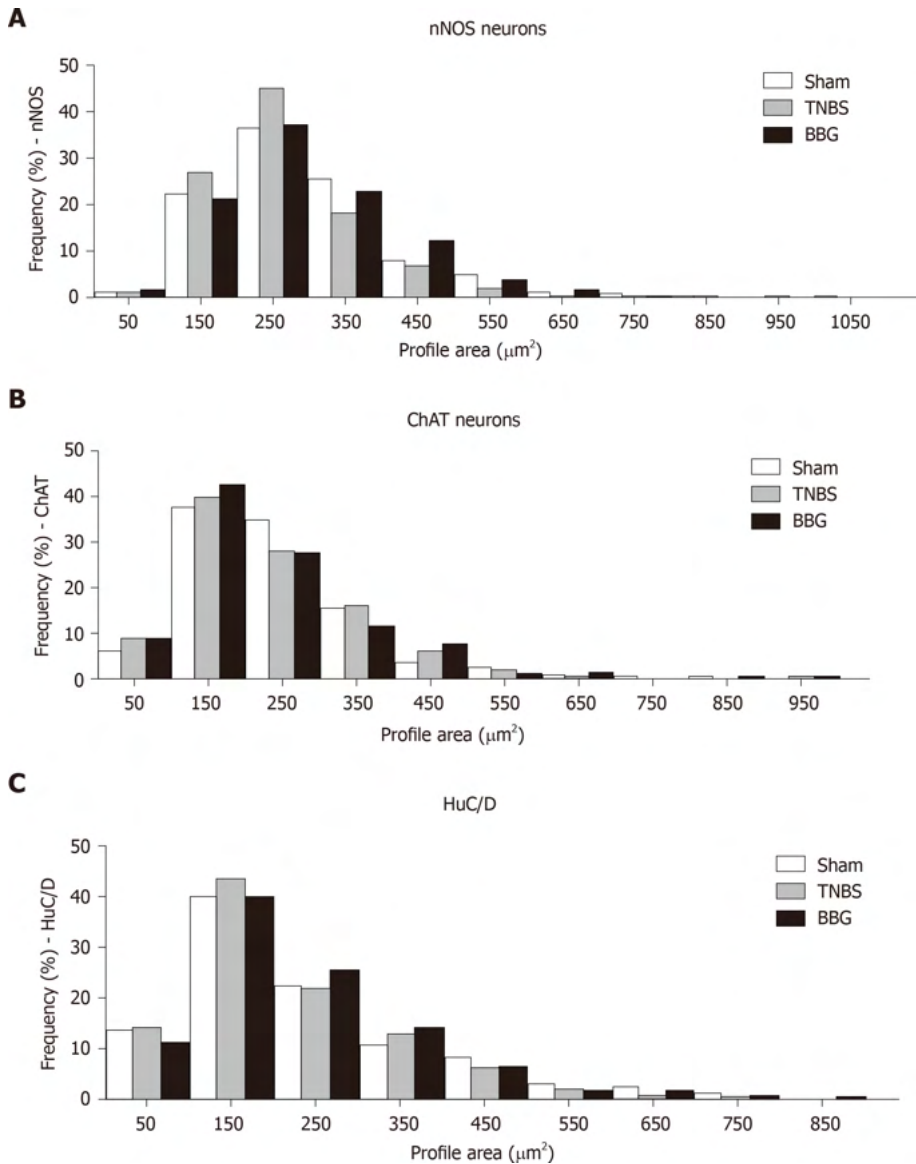 A
nNOS neurons
50
40
30
20
10
0
Frequency (%) - nNOS
Sham
TNBS
BBG
50 150 250 350 450 550 650 750 850 950 1050
Profile area (μm²)
B
ChAT neurons
50
40
30
20
10
0
Frequency (%) - ChAT
Sham
TNBS
BBG
50 150 250 350 450 550 650 750 850 950
Profile area (μm²)
C
HuC/D
50
40
30
20
10
0
Frequency (%) - HuC/D
Sham
TNBS
BBG
50 150 250 350 450 550 650 750 850
Profile area (μm²)